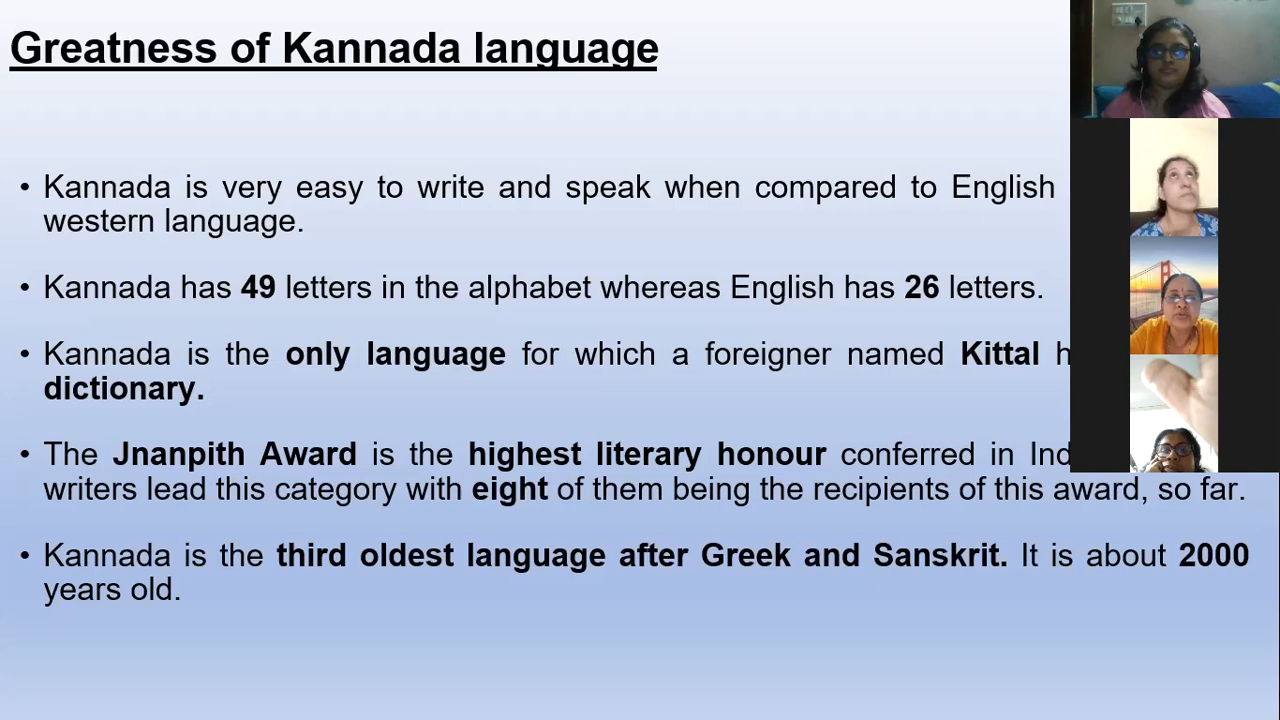 Greatness of Kannada language
• Kannada is very easy to write and speak when compared to English
western language.
• Kannada has 49 letters in the alphabet whereas English has 26 letters.
• Kannada is the only language for which a foreigner named Kittal
dictionary.
• The Jnanpith Award is the highest literary honour conferred in
writers lead this category with eight of them being the recipients of this award, so far.
• Kannada is the third oldest language after Greek and Sanskrit. It is about 2000
years old.